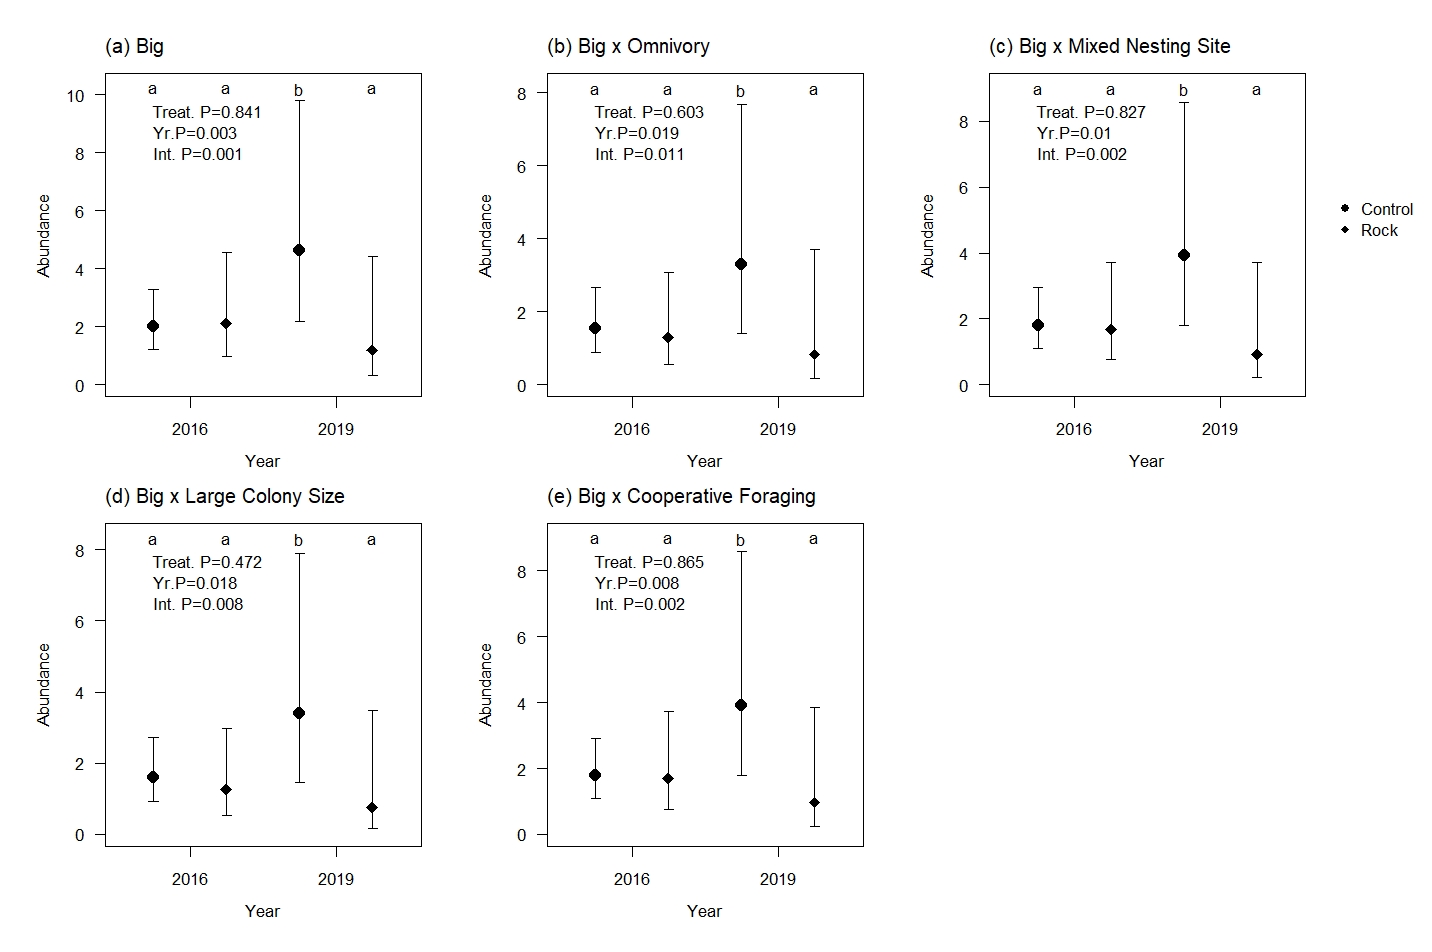 (a) Big
a a b a
Treat. P=0.841
Yr.P=0.003
Int. P=0.001
10
8
6
4
2
0
Abundance
2016 2019
Year
(b) Big x Omnivory
a a b a
Treat. P=0.603
Yr.P=0.019
Int. P=0.011
8
6
4
2
0
Abundance
2016 2019
Year
(c) Big x Mixed Nesting Site
a a b a
Treat. P=0.827
Yr.P=0.01
Int. P=0.002
8
6
4
2
0
Abundance
2016 2019
Year
Control
Rock
(d) Big x Large Colony Size
a a b a
Treat. P=0.472
Yr.P=0.018
Int. P=0.008
8
6
4
2
0
Abundance
2016 2019
Year
(e) Big x Cooperative Foraging
a a b a
Treat. P=0.865
Yr.P=0.008
Int. P=0.002
8
6
4
2
0
Abundance
2016 2019
Year